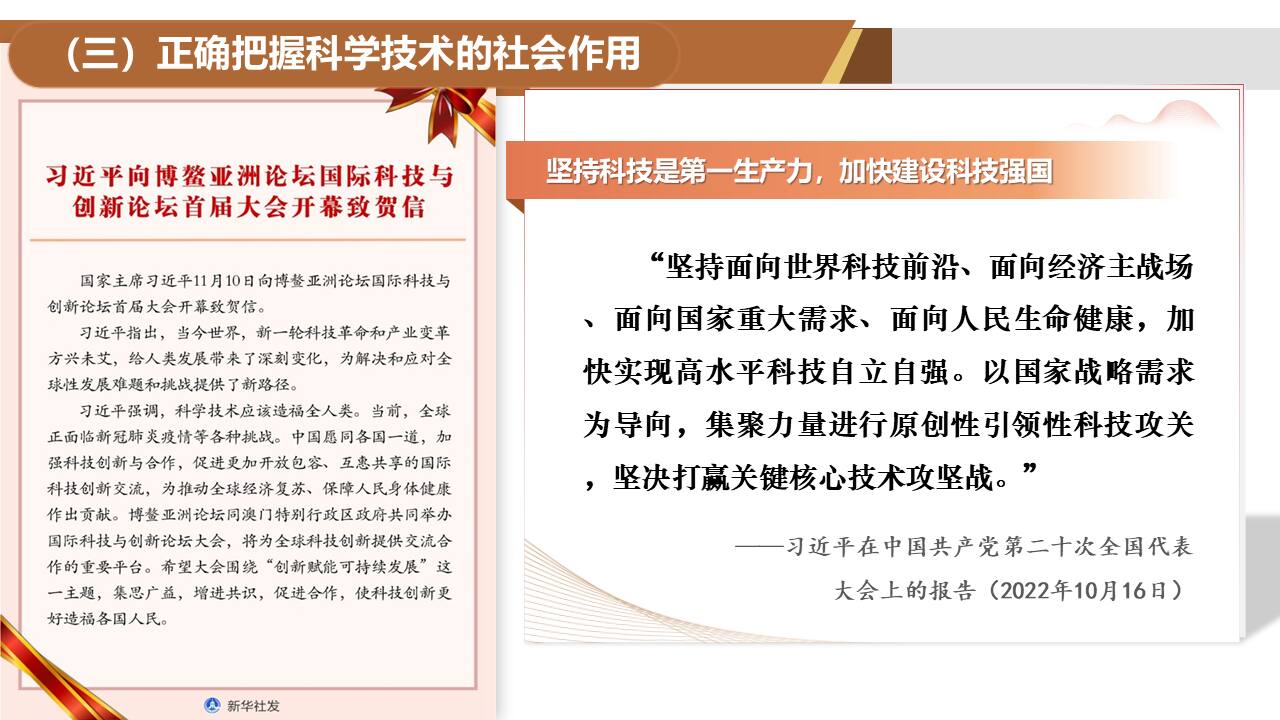 （三）正确把握科学技术的社会作用
习近平向博鳌亚洲论坛国际科技与
创新论坛首届大会开幕致贺信
国家主席习近平11月10日向博鳌亚洲论坛国际科技与
创新论坛首届大会开幕致贺信。
习近平指出，当今世界，新一轮科技革命和产业变革
方兴未艾，给人类发展带来了深刻变化，为解决和应对全
球性发展难题和挑战提供了新路径。
习近平强调，科学技术应该造福全人类。当前，全球
正面临新冠肺炎疫情等各种挑战。中国愿同各国一道，加
强科技创新与合作，促进更加开放包容、互惠共享的国际
科技创新交流，为推动全球经济复苏、保障人民身体健康
作出贡献。博鳌亚洲论坛同澳门特别行政区政府共同举办
国际科技与创新论坛大会，将为全球科技创新提供交流合
作的重要平台。希望大会围绕“创新赋能可持续发展”这
一主题，集思广益，增进共识，促进合作，使科技创新更
好造福各国人民。
新华社发
坚持科技是第一生产力，加快建设科技强国
“坚持面向世界科技前沿、面向经济主战场
、面向国家重大需求、面向人民生命健康，加
快实现高水平科技自立自强。以国家战略需求
为导向，集聚力量进行原创性引领性科技攻关
，坚决打赢关键核心技术攻坚战。”
——习近平在中国共产党第二十次全国代表
大会上的报告（2022年10月16日）